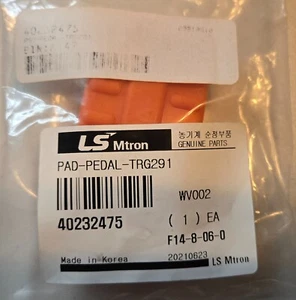 40232475
LS Mtron
농기계 순정부품
GENUINE PARTS
PAD-PEDAL-TRG291
WV002
40232475
( 1 ) EA
F14-8-06-0
Made in Korea
20210623
LS Mtron